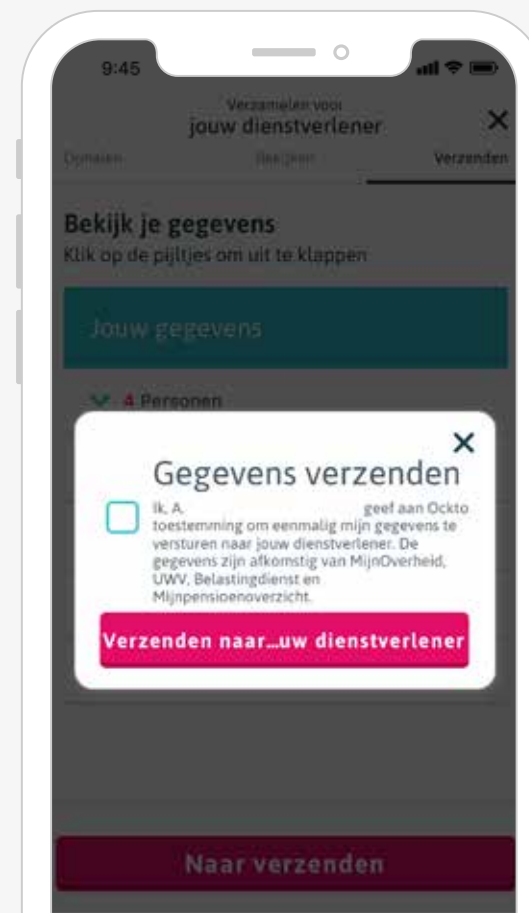 9:45
Verzamelen voor
jouw dienstverlener
Domeinen Bekijken Verzenden
Bekijk je gegevens
Klik op de pijltjes om uit te klappen
Jouw gegevens
4 Personen
Gegevens verzenden
Ik, A. geef aan Ockto
toestemming om eenmalig mijn gegevens te
versturen naar jouw dienstverlener. De
gegevens zijn afkomstig van MijnOverheid,
UWV, Belastingdienst en
Mijnpensioenoverzicht.
Verzenden naar...uw dienstverlener
Naar verzenden